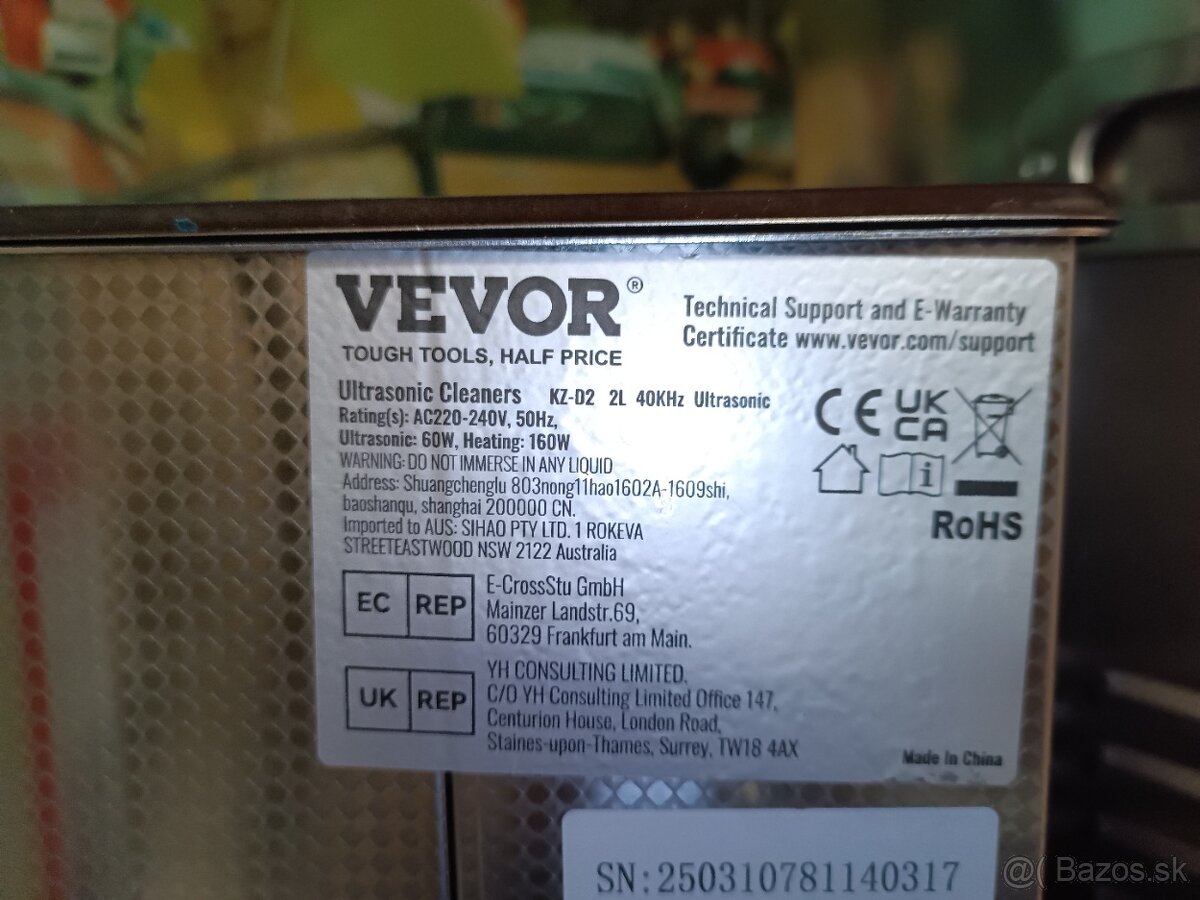 VEVOR®
TOUGH TOOLS, HALF PRICE
Technical Support and E-Warranty
Certificate www.vevor.com/support
Ultrasonic Cleaners KZ-D2 2L 40KHz Ultrasonic
Rating(s): AC220-240V, 50Hz,
Ultrasonic: 60W, Heating: 160W
WARNING: DO NOT IMMERSE IN ANY LIQUID
Address: Shuangchenglu 803nong11hao1602A-1609shi,
baoshanqu, shanghai 200000 CN.
Imported to AUS: SIHAO PTY LTD. 1 ROKEVA
STREETEASTWOOD NSW 2122 Australia
CE UK
CA
i
RoHS
EC REP
E-CrossStu GmbH
Mainzer Landstr.69,
60329 Frankfurt am Main.
UK REP
YH CONSULTING LIMITED.
C/O YH Consulting Limited Office 147,
Centurion House, London Road,
Staines-upon-Thames, Surrey, TW18 4AX
Made In China
SN:250310781140317
@( Bazos.sk